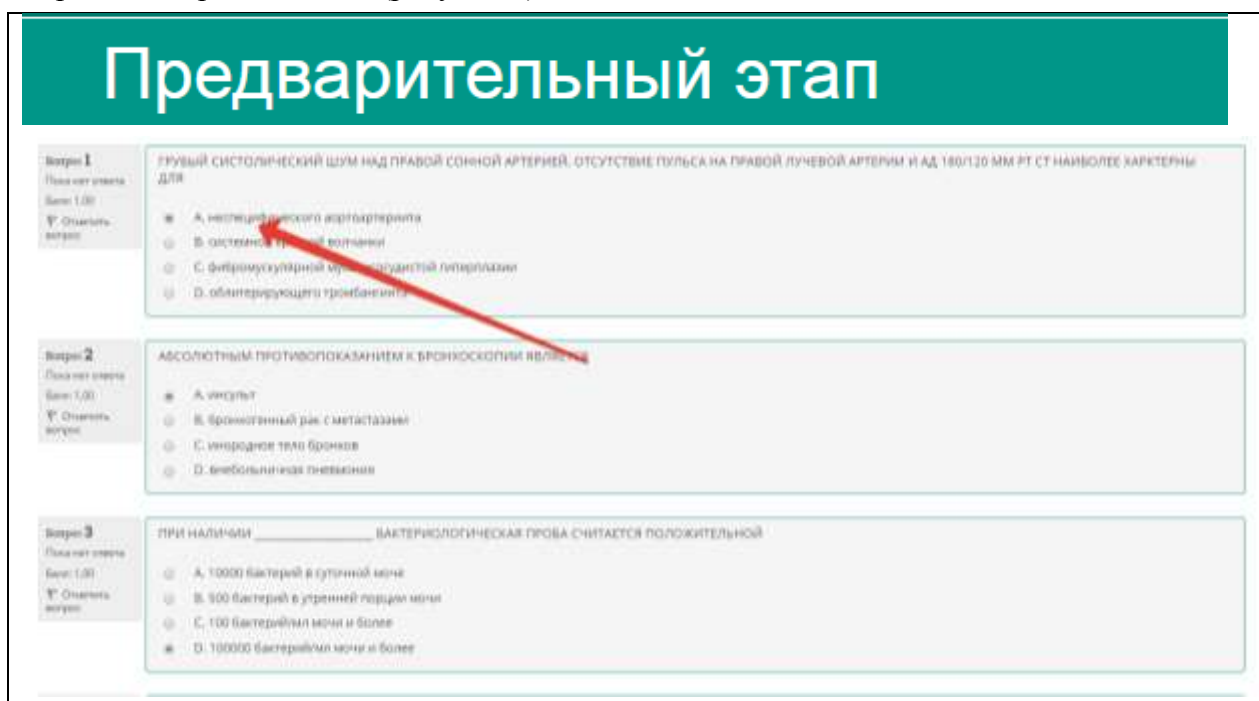 Предварительный этап
Вопрос 1
Пока нет ответа
Балл: 1,00
Отметить вопрос
ГРУБЫЙ СИСТОЛИЧЕСКИЙ ШУМ НАД ПРАВОЙ СОННОЙ АРТЕРИЕЙ, ОТСУТСТВИЕ ПУЛЬСА НА ПРАВОЙ ЛУЧЕВОЙ АРТЕРИИ И АД 180/120 ММ РТ СТ НАИБОЛЕЕ ХАРКТЕРНЫ
ДЛЯ
A. неспецифического аортоартериита
B. системной волчанки
C. фибромускулярной гиперплазии
D. облитерирующего тромбангиита
Вопрос 2
Пока нет ответа
Балл: 1,00
Отметить вопрос
АБСОЛЮТНЫМ ПРОТИВОПОКАЗАНИЕМ К БРОНХОСКОПИИ ЯВЛЯЕТСЯ
A. инсульт
B. бронхогенный рак с метастазами
C. инородное тело бронхов
D. внебольничная пневмония
Вопрос 3
Пока нет ответа
Балл: 1,00
Отметить вопрос
ПРИ НАЛИЧИИ ____________________ БАКТЕРИОЛОГИЧЕСКАЯ ПРОБА СЧИТАЕТСЯ ПОЛОЖИТЕЛЬНОЙ
A. 10000 бактерий в суточной моче
B. 500 бактерий в утренней порции мочи
C. 100 бактерий/мл мочи и более
D. 100000 бактерий/мл мочи и более